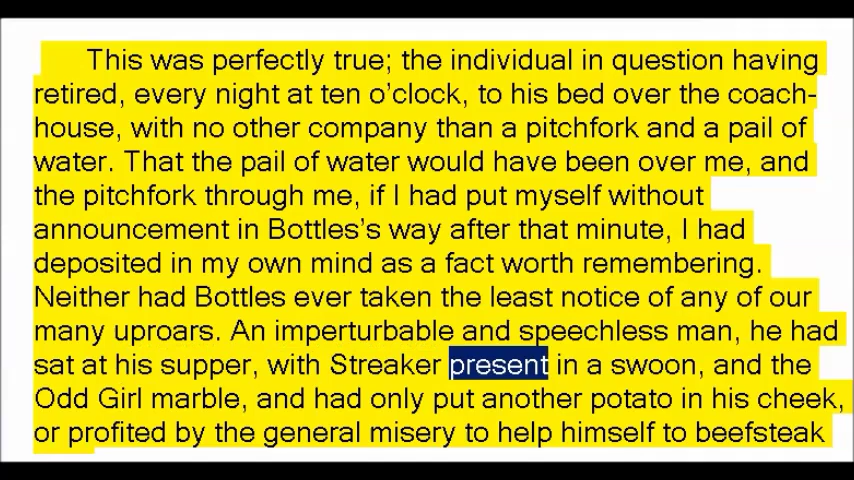 This was perfectly true; the individual in question having
retired, every night at ten o’clock, to his bed over the coach-
house, with no other company than a pitchfork and a pail of
water. That the pail of water would have been over me, and
the pitchfork through me, if I had put myself without
announcement in Bottles’s way after that minute, I had
deposited in my own mind as a fact worth remembering.
Neither had Bottles ever taken the least notice of any of our
many uproars. An imperturbable and speechless man, he had
sat at his supper, with Streaker present in a swoon, and the
Odd Girl marble, and had only put another potato in his cheek,
or profited by the general misery to help himself to beefsteak